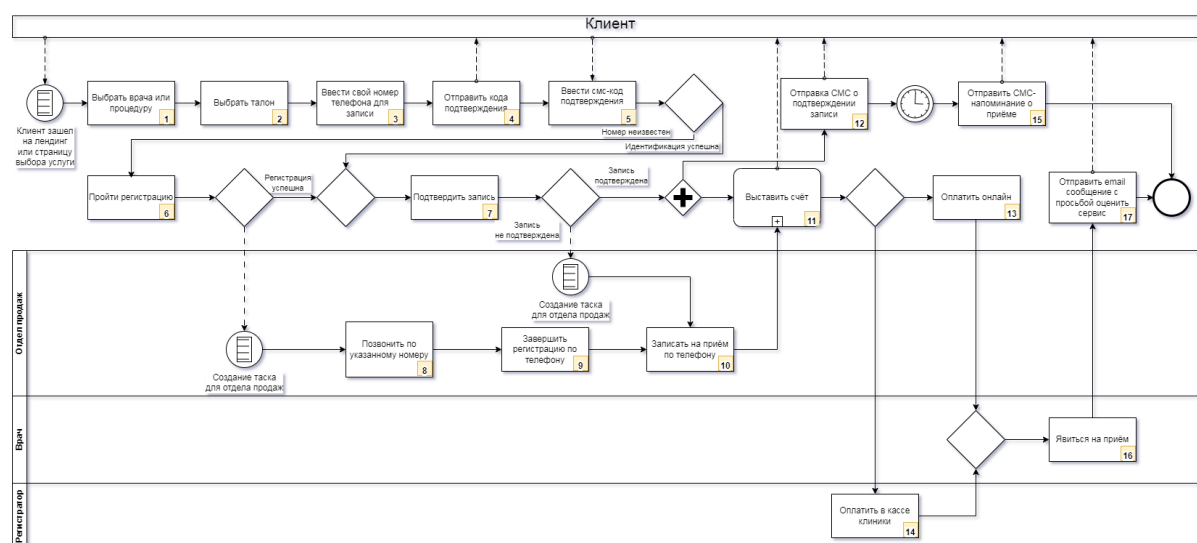 Клиент
Клиент зашел
на лендинг
или страницу
выбора услуги
Выбрать врача или
процедуру
1
Выбрать талон
2
Ввести свой номер
телефона для
записи
3
Отправить кода
подтверждения
4
Ввести смс-код
подтверждения
5
Номер неизвестен
Идентификация успешна
Отправка СМС о
подтверждении
записи
12
Отправить СМС-
напоминание о
приёме
15
Пройти регистрацию
6
Регистрация
успешна
Подтвердить запись
7
Запись
подтверждена
Запись
не подтверждена
Выставить счёт
11
Оплатить онлайн
13
Отправить email
сообщение с
просьбой оценить
сервис
17
Отдел продаж
Создание таска
для отдела продаж
Создание таска
для отдела продаж
Позвонить по
указанному номеру
8
Завершить
регистрацию по
телефону
9
Записать на приём
по телефону
10
Врач
Явиться на приём
16
Регистратор
Оплатить в кассе
клиники
14